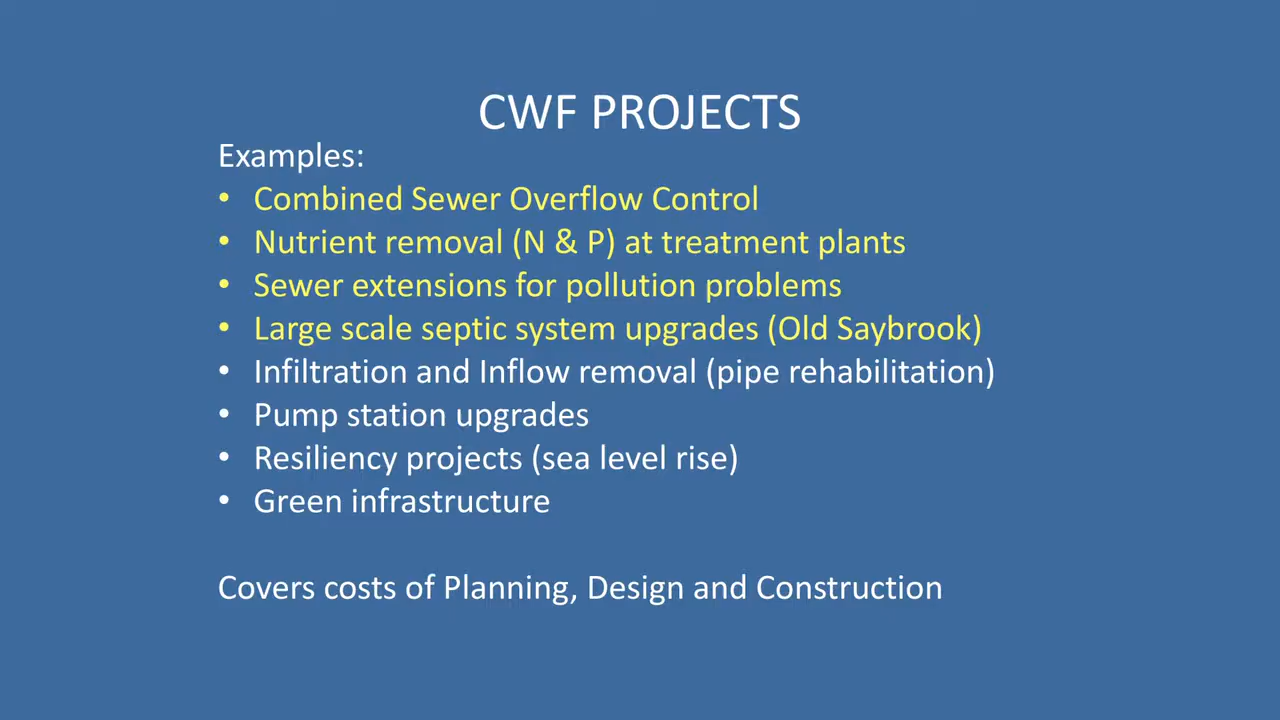 CWF PROJECTS
Examples:
• Combined Sewer Overflow Control
• Nutrient removal (N & P) at treatment plants
• Sewer extensions for pollution problems
• Large scale septic system upgrades (Old Saybrook)
• Infiltration and Inflow removal (pipe rehabilitation)
• Pump station upgrades
• Resiliency projects (sea level rise)
• Green infrastructure
Covers costs of Planning, Design and Construction